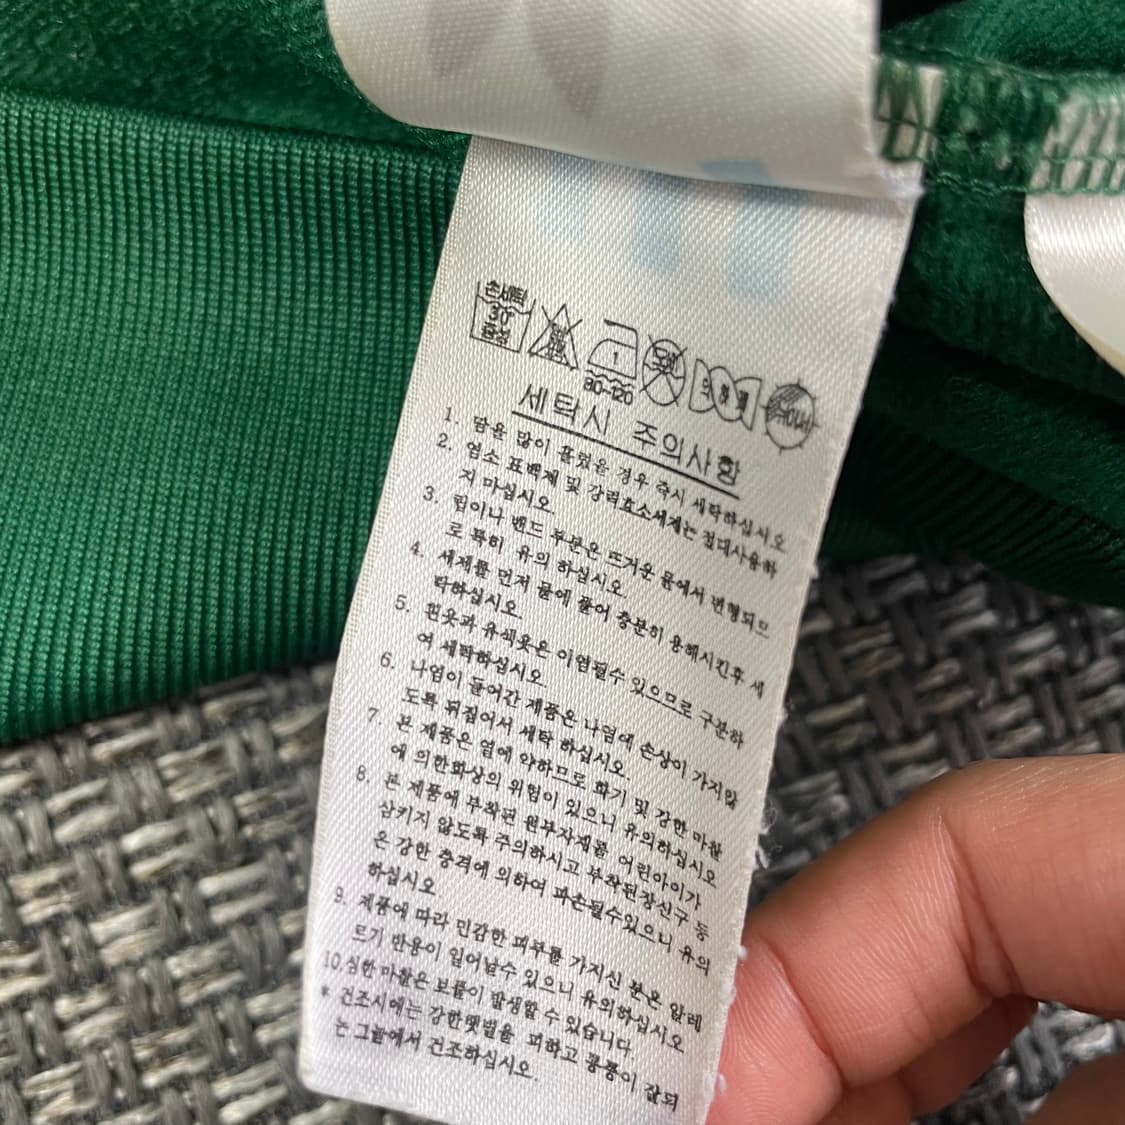 손세탁
30°
중성
1
80~120
세탁시 주의사항
1. 땀을 많이 흘렸을 경우 즉시 세탁하십시오
2. 염소 표백제 및 강력효소세제는 절대사용하
지 마십시오.
3. 립이나 밴드 부분은 뜨거운 물에서 변형되므
로 특히 유의 하십시오.
4. 세제를 먼저 물에 풀어 충분히 용해시킨후 세
탁하십시오.
5. 흰옷과 유색옷은 이염될수 있으므로 구분하
여 세탁하십시오.
6. 나염이 들어간 제품은 나염에 손상이 가지않
도록 뒤집어서 세탁 하십시오
7. 본 제품은 열에 약하므로 화기 및 강한 마찰
에 의한화상의 위험이 있으니 유의하십시오
8. 본 제품에 부착된 원부자재를 어린아이가
삼키지 않도록 주의하시고 부착된장신구 등
은 강한 충격에 의하여 파손될수있으니 유의
하십시오
9. 제품에 따라 민감한 피부를 가지신 분은 알레
르기 반응이 일어날수 있으니 유의하십시오
10.심한 마찰은 보풀이 발생할 수 있습니다.
* 건조시에는 강한햇볕을 피하고 통풍이 잘되
는 그늘에서 건조하십시오.